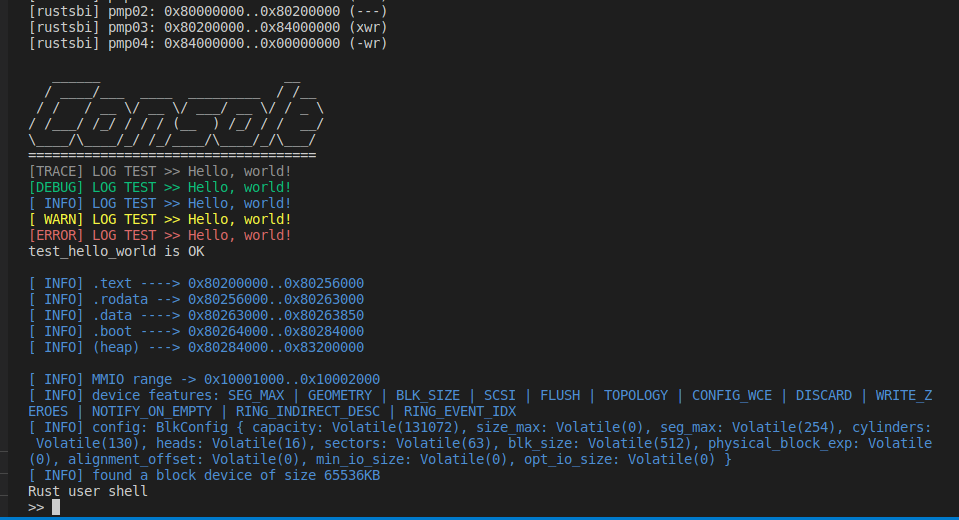 [rustsbi] pmp02: 0x80000000..0x80200000 (---)
[rustsbi] pmp03: 0x80200000..0x84000000 (xwr)
[rustsbi] pmp04: 0x84000000..0x00000000 (-wr)
   ______                       __
  / ____/___  ____  _________  / /__
 / /   / __ \/ __ \/ ___/ __ \/ / _ \
/ /___/ /_/ / / / (__  ) /_/ / /  __/
\____/\____/_/ /_/____/\____/_/\___/
====================================
[TRACE] LOG TEST >> Hello, world!
[DEBUG] LOG TEST >> Hello, world!
[ INFO] LOG TEST >> Hello, world!
[ WARN] LOG TEST >> Hello, world!
[ERROR] LOG TEST >> Hello, world!
test_hello_world is OK
[ INFO] .text ----> 0x80200000..0x80256000
[ INFO] .rodata --> 0x80256000..0x80263000
[ INFO] .data ----> 0x80263000..0x80263850
[ INFO] .boot ----> 0x80264000..0x80284000
[ INFO] (heap) ---> 0x80284000..0x83200000
[ INFO] MMIO range -> 0x10001000..0x10002000
[ INFO] device features: SEG_MAX | GEOMETRY | BLK_SIZE | SCSI | FLUSH | TOPOLOGY | CONFIG_WCE | DISCARD | WRITE_Z
EROES | NOTIFY_ON_EMPTY | RING_INDIRECT_DESC | RING_EVENT_IDX
[ INFO] config: BlkConfig { capacity: Volatile(131072), size_max: Volatile(0), seg_max: Volatile(254), cylinders:
 Volatile(130), heads: Volatile(16), sectors: Volatile(63), blk_size: Volatile(512), physical_block_exp: Volatile
(0), alignment_offset: Volatile(0), min_io_size: Volatile(0), opt_io_size: Volatile(0) }
[ INFO] found a block device of size 65536KB
Rust user shell
>>